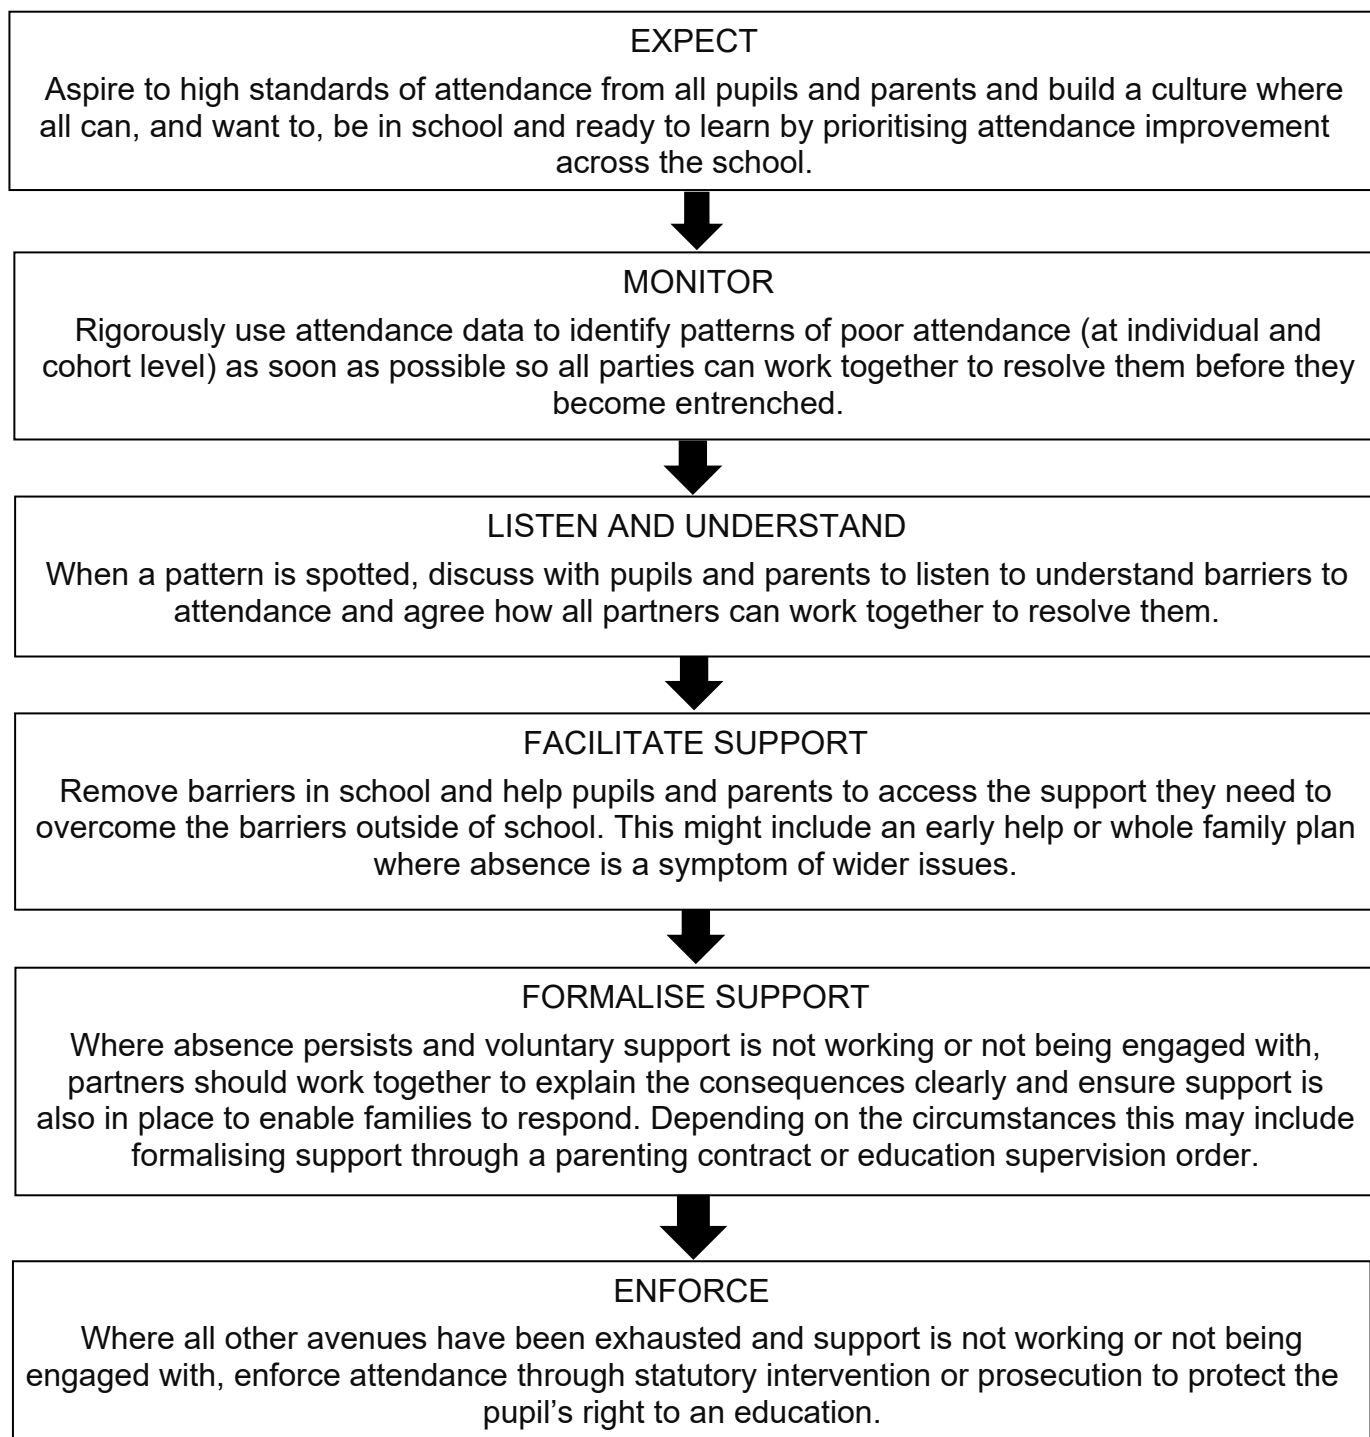 EXPECT
Aspire to high standards of attendance from all pupils and parents and build a culture where
all can, and want to, be in school and ready to learn by prioritising attendance improvement
across the school.
MONITOR
Rigorously use attendance data to identify patterns of poor attendance (at individual and
cohort level) as soon as possible so all parties can work together to resolve them before they
become entrenched.
LISTEN AND UNDERSTAND
When a pattern is spotted, discuss with pupils and parents to listen to understand barriers to
attendance and agree how all partners can work together to resolve them.
FACILITATE SUPPORT
Remove barriers in school and help pupils and parents to access the support they need to
overcome the barriers outside of school. This might include an early help or whole family plan
where absence is a symptom of wider issues.
FORMALISE SUPPORT
Where absence persists and voluntary support is not working or not being engaged with,
partners should work together to explain the consequences clearly and ensure support is
also in place to enable families to respond. Depending on the circumstances this may include
formalising support through a parenting contract or education supervision order.
ENFORCE
Where all other avenues have been exhausted and support is not working or not being
engaged with, enforce attendance through statutory intervention or prosecution to protect the
pupil’s right to an education.